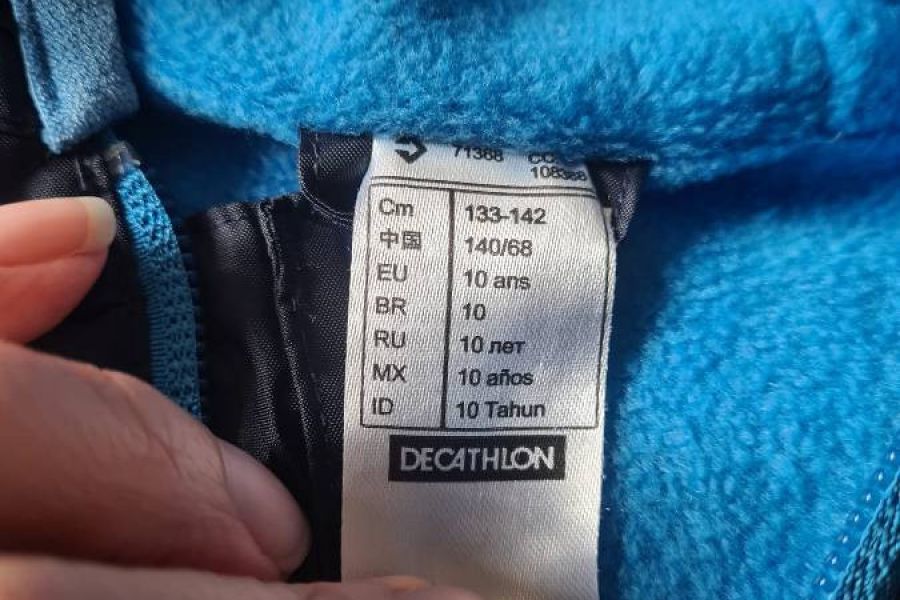 71368
Cm 133-142
中国 140/68
EU 10 ans
BR 10
RU 10 лет
MX 10 años
ID 10 Tahun
DECATHLON